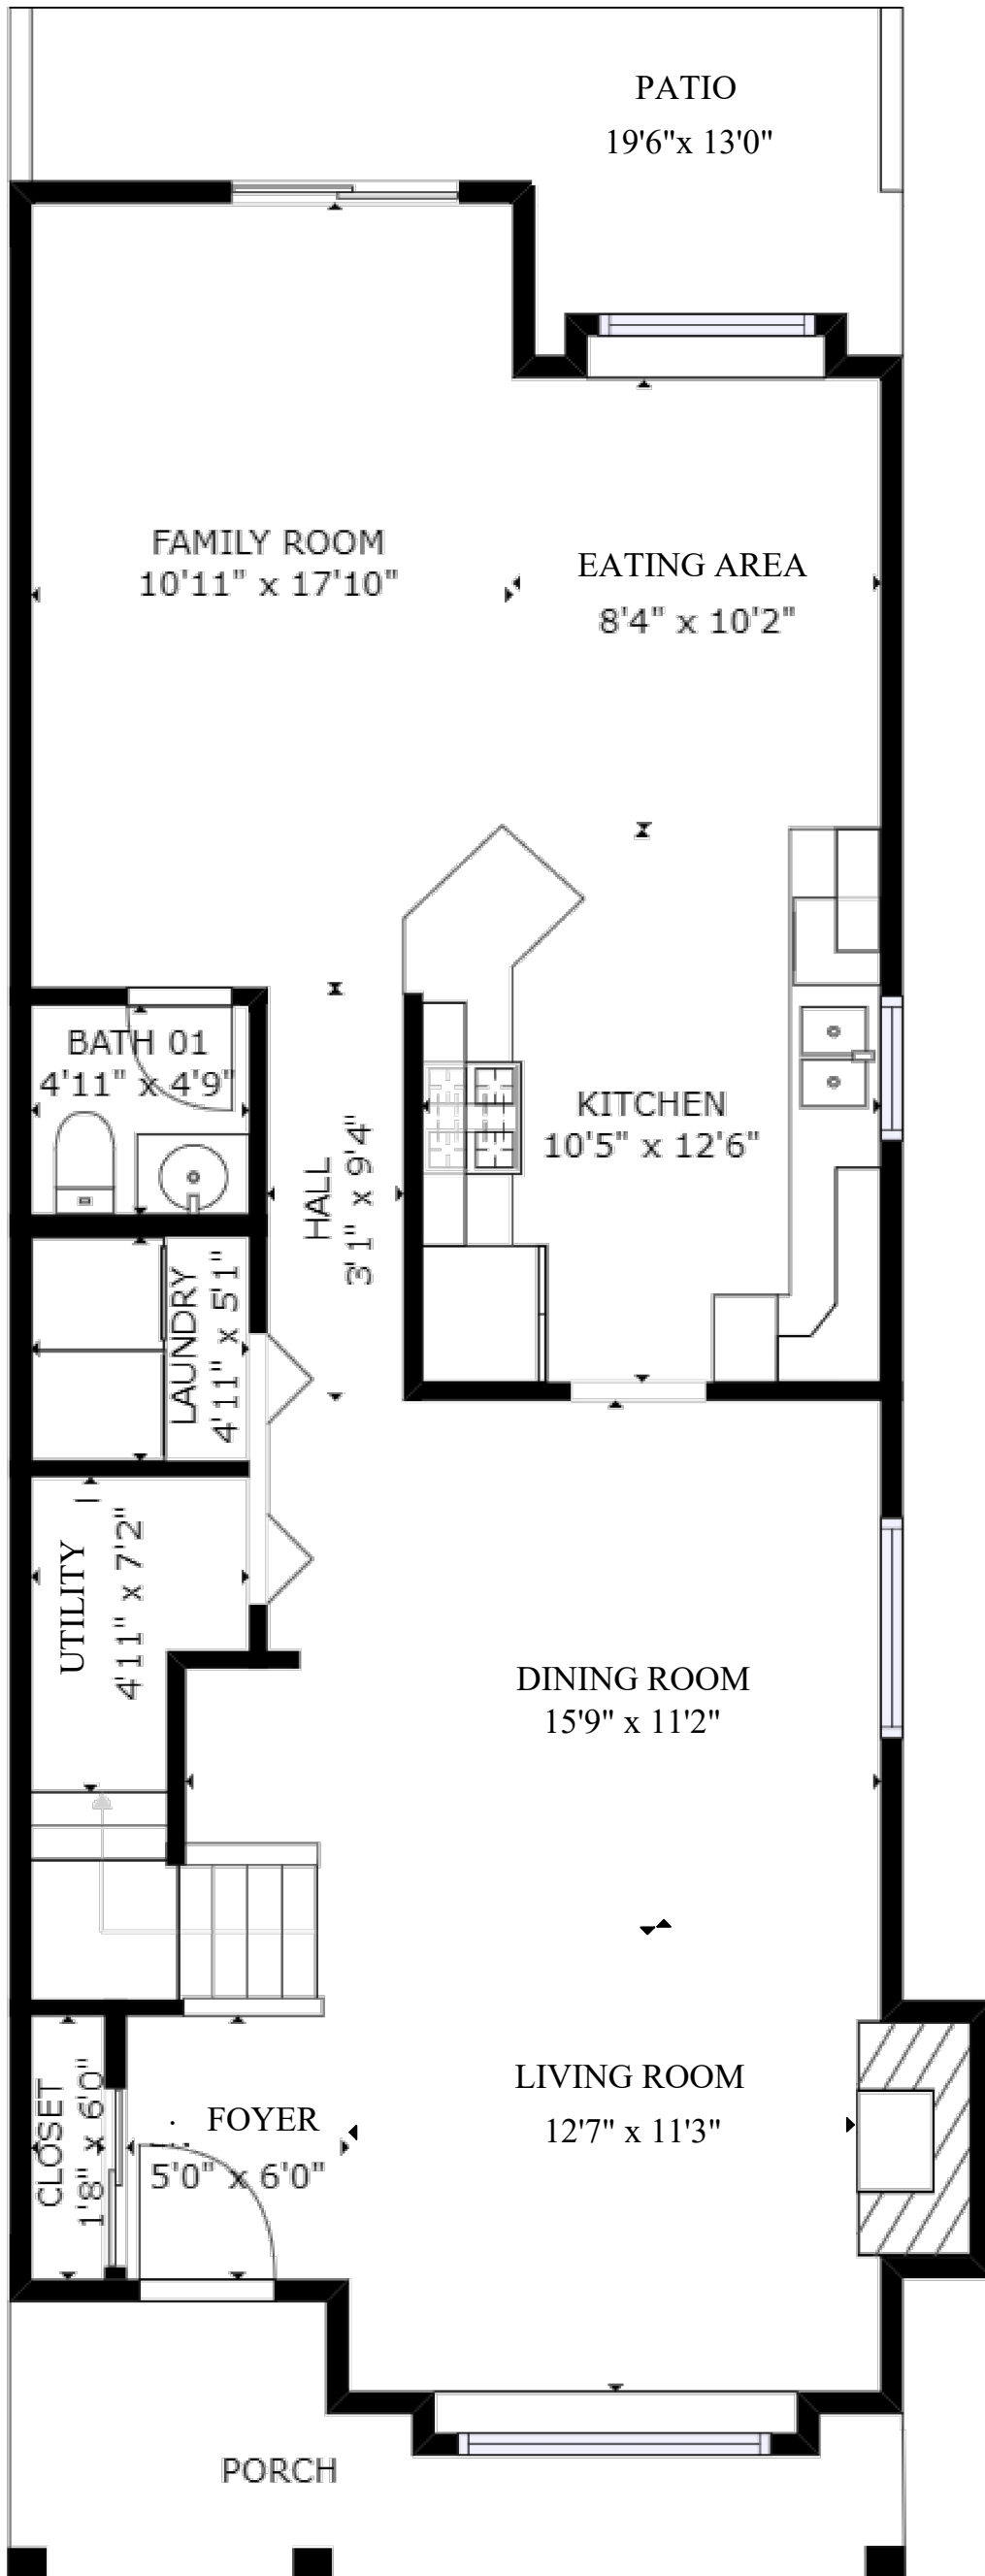 PATIO
19'6"x 13'0"
FAMILY ROOM
10'11" x 17'10"
EATING AREA
8'4" x 10'2"
BATH 01
4'11" x 4'9"
HALL
3'1" x 9'4"
KITCHEN
10'5" x 12'6"
LAUNDRY
4'11" x 5'1"
UTILITY
4'11" x 7'2"
DINING ROOM
15'9" x 11'2"
LIVING ROOM
12'7" x 11'3"
CLOSET
1'8" x 6'0"
FOYER
5'0" x 6'0"
PORCH